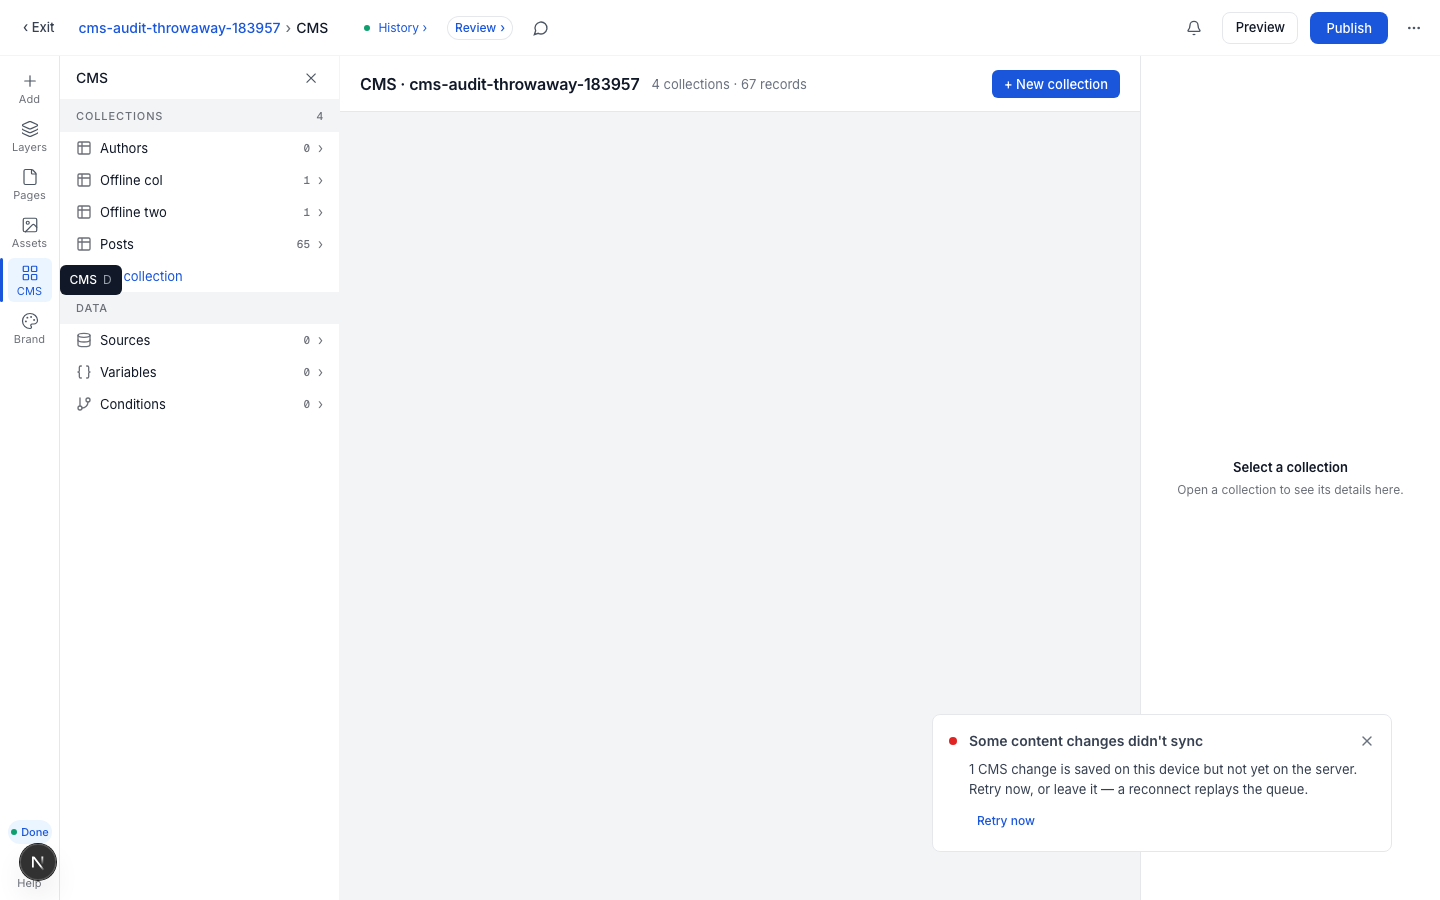 ‹ Exit
cms-audit-throwaway-183957 › CMS
History ›
Review ›
Preview
Publish
Add
Layers
Pages
Assets
CMS
Brand
Done
N
Help
CMS
COLLECTIONS 4
Authors 0 ›
Offline col 1 ›
Offline two 1 ›
Posts 65 ›
collection
CMS D
DATA
Sources 0 ›
Variables 0 ›
Conditions 0 ›
CMS · cms-audit-throwaway-183957 4 collections · 67 records
+ New collection
Select a collection
Open a collection to see its details here.
Some content changes didn't sync
1 CMS change is saved on this device but not yet on the server.
Retry now, or leave it — a reconnect replays the queue.
Retry now